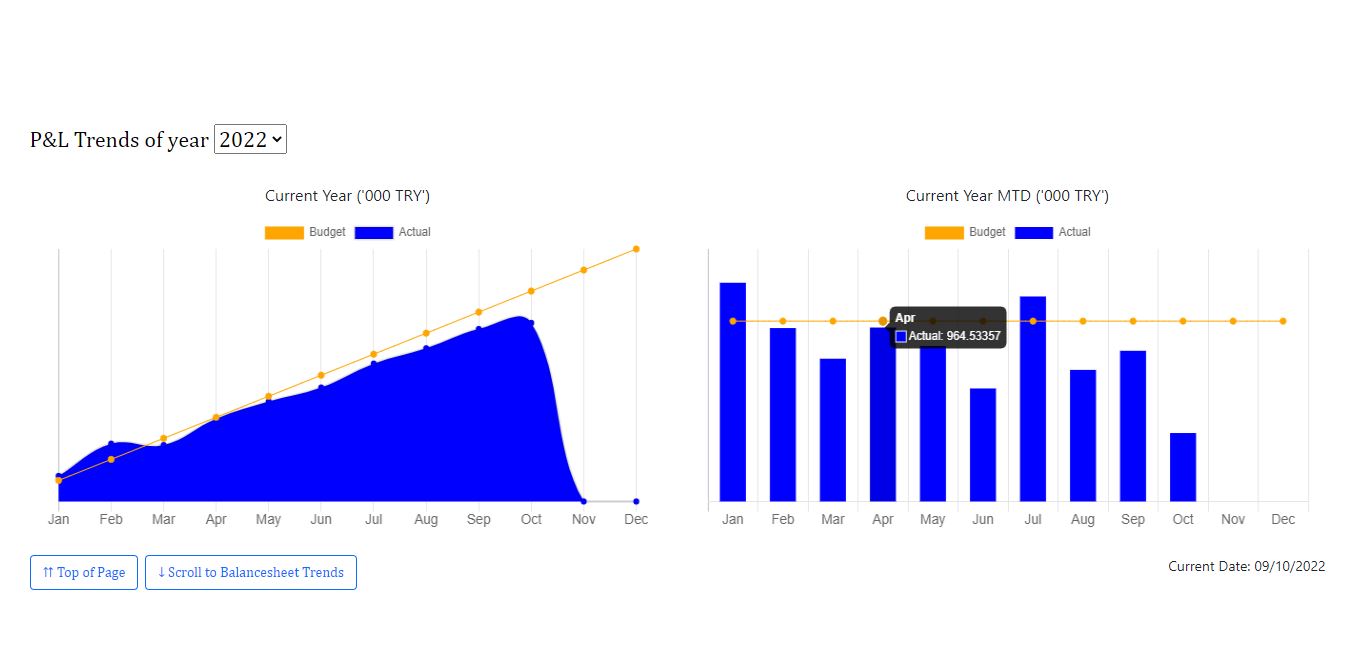 P&L Trends of year 2022
Current Year ('000 TRY')
Budget Actual
Jan Feb Mar Apr May Jun Jul Aug Sep Oct Nov Dec
Current Year MTD ('000 TRY')
Budget Actual
Apr
Actual: 964.53357
Jan Feb Mar Apr May Jun Jul Aug Sep Oct Nov Dec
⇈ Top of Page
↓ Scroll to Balancesheet Trends
Current Date: 09/10/2022